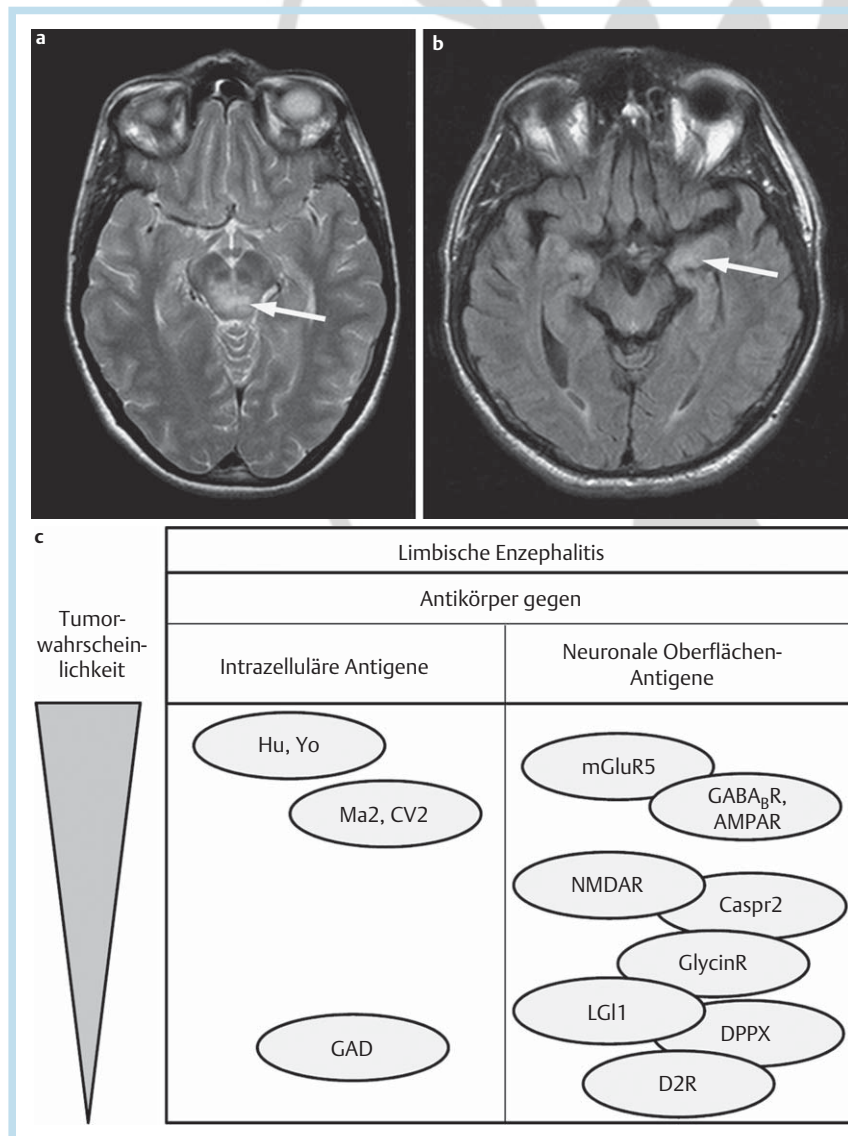 a
b
c
Limbische Enzephalitis
Antikörper gegen
Tumor-
wahrschein-
lichkeit
Intrazelluläre Antigene
Neuronale Oberflächen-
Antigene
Hu, Yo
mGluR5
Ma2, CV2
GABA_BR,
AMPAR
NMDAR
Caspr2
GlycinR
LGl1
DPPX
GAD
D2R